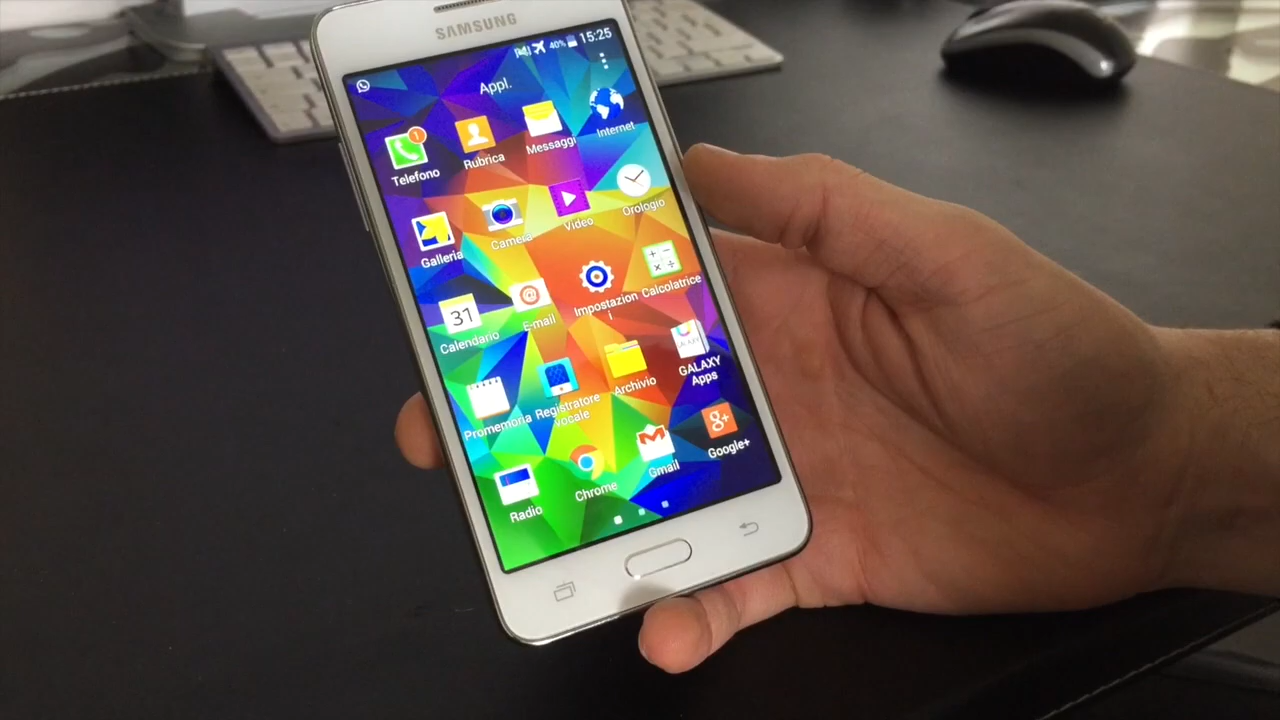 SAMSUNG
40% 15:25
Appl.
1
Telefono
Rubrica
Messaggi
Internet
Galleria
Camera
Video
Orologio
31
Calendario
@
E-mail
Impostazion
i
Calcolatrice
Promemoria
Registratore
vocale
Archivio
GALAXY
Apps
Radio
Chrome
Gmail
g+
Google+